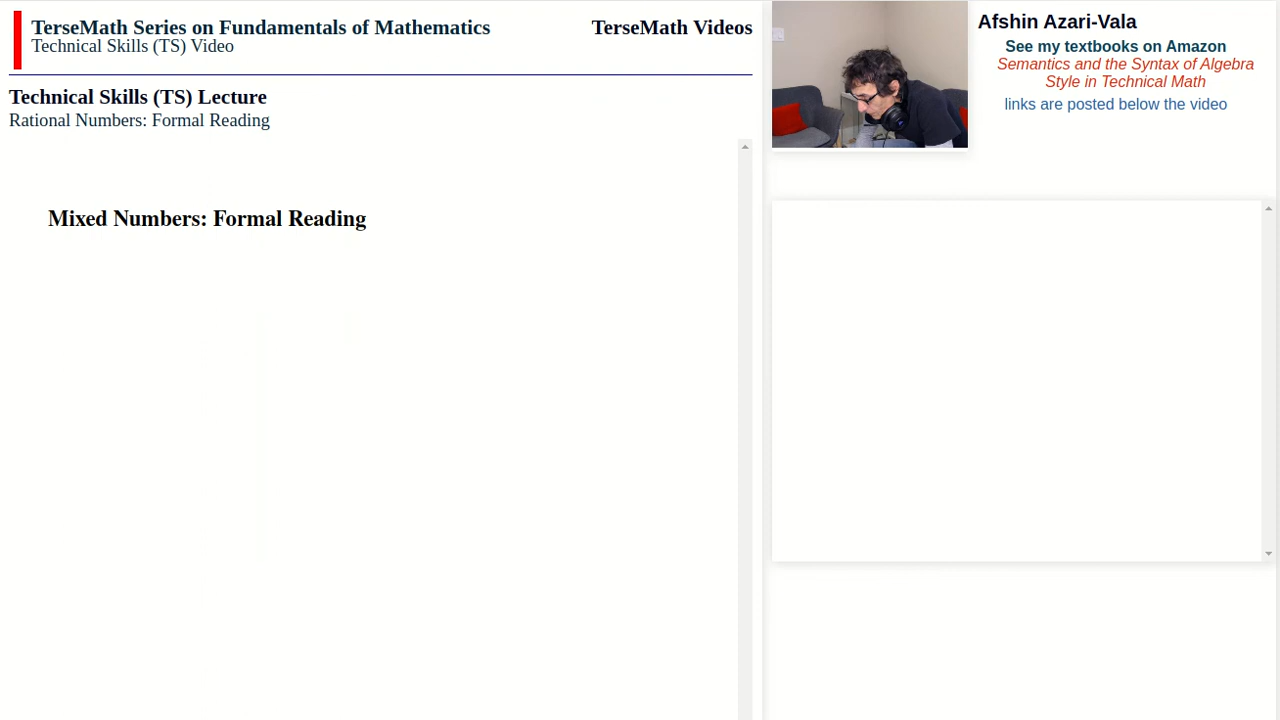 TerseMath Series on Fundamentals of Mathematics
Technical Skills (TS) Video
TerseMath Videos
Technical Skills (TS) Lecture
Rational Numbers: Formal Reading
Mixed Numbers: Formal Reading
Afshin Azari-Vala
See my textbooks on Amazon
Semantics and the Syntax of Algebra
Style in Technical Math
links are posted below the video